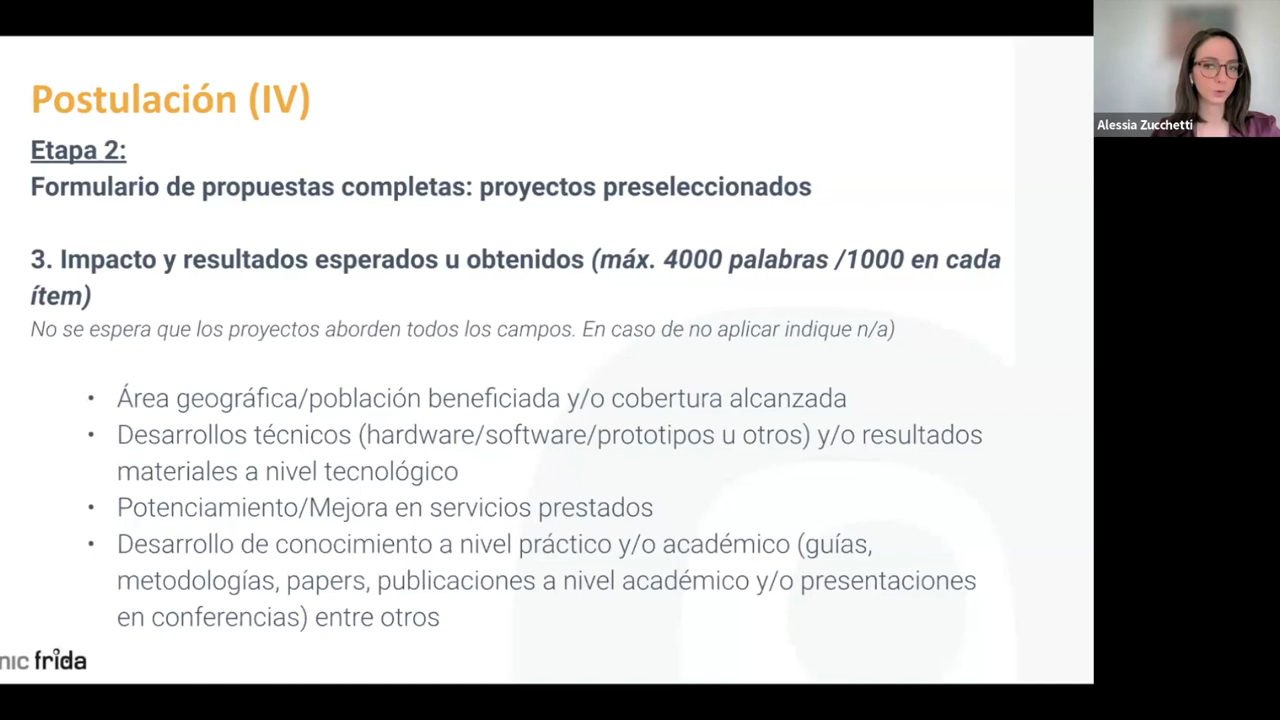 Postulación (IV)
Etapa 2:
Formulario de propuestas completas: proyectos preseleccionados
3. Impacto y resultados esperados u obtenidos (máx. 4000 palabras /1000 en cada
ítem)
No se espera que los proyectos aborden todos los campos. En caso de no aplicar indique n/a)
• Área geográfica/población beneficiada y/o cobertura alcanzada
• Desarrollos técnicos (hardware/software/prototipos u otros) y/o resultados
materiales a nivel tecnológico
• Potenciamiento/Mejora en servicios prestados
• Desarrollo de conocimiento a nivel práctico y/o académico (guías,
metodologías, papers, publicaciones a nivel académico y/o presentaciones
en conferencias) entre otros
nic frida
Alessia Zucchetti